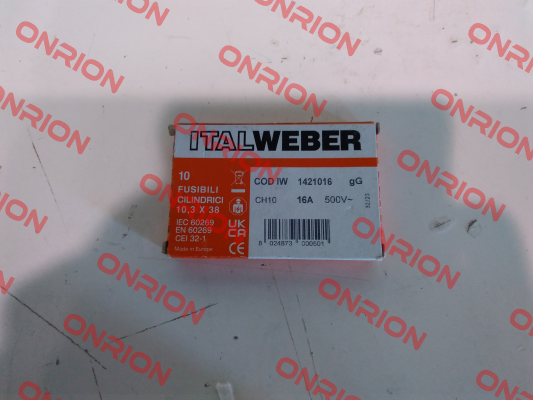 ITALWEBER
10
FUSIBILI
CILINDRICI
10,3 X 38
IEC 60269
EN 60269
CEI 32-1
Made in Europe
UK
CA
CE
COD IW 1421016 gG
CH10 16A 500V~
8 024873 000501
ONRION
ONRION
ONRION
ONRION
ONRION
ONRION
ONRION
ONRION
ONRION
ONRION
ONRION
ONRION
ONRION